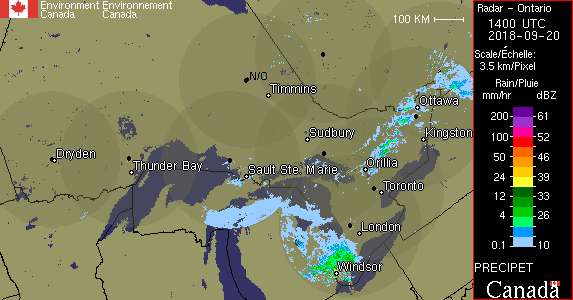 Environment Environnement
Canada Canada
100 KM
N/O
Timmins
Ottawa
Sudbury
Kingston
Dryden
Thunder Bay
Sault Ste. Marie
Orillia
Toronto
London
Windsor
Radar – Ontario
1400 UTC
2018-09-20
Scale/Échelle:
3.5 km/Pixel
Rain/Pluie
mm/hr dBZ
200 61
100 52
50 46
24 39
12 33
4 26
0.1 10
PRECIPET
Canada